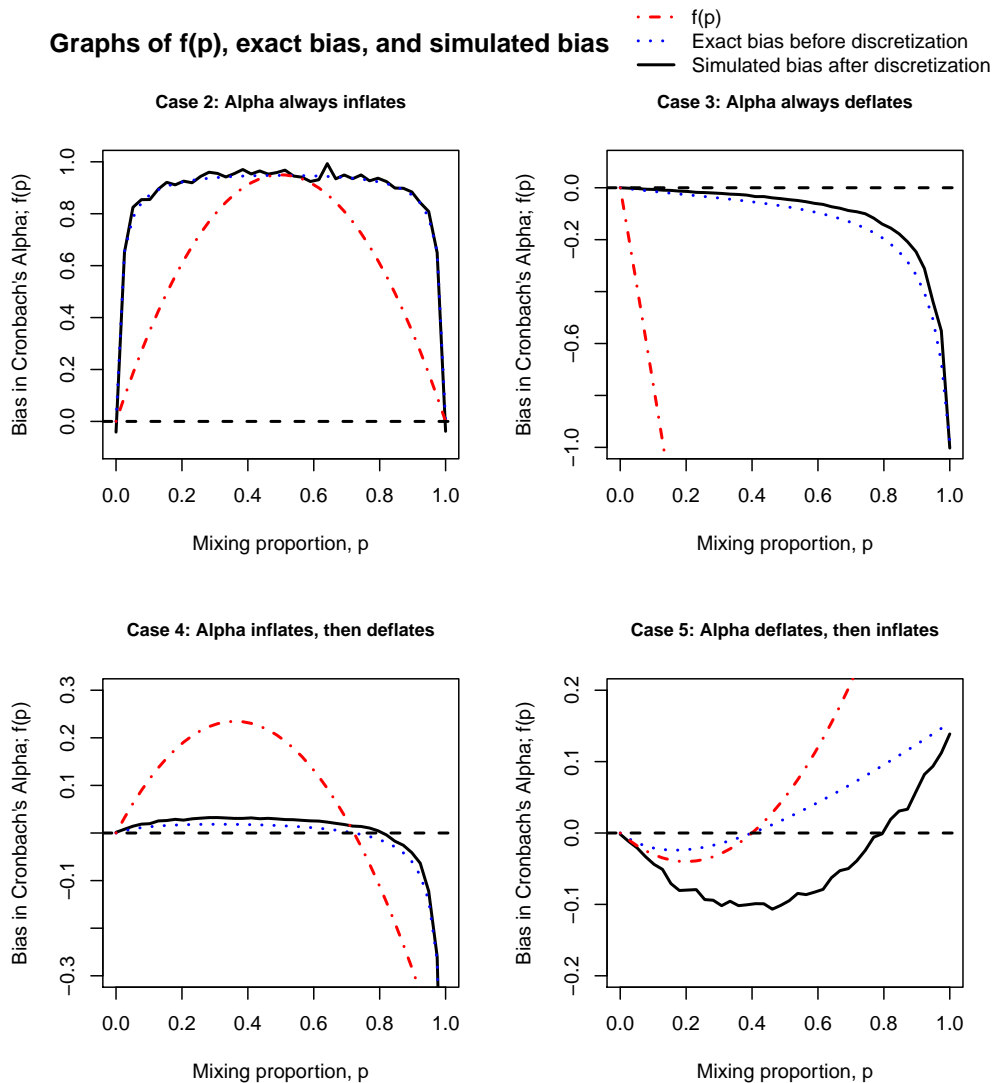 Graphs of f(p), exact bias, and simulated bias
f(p)
Exact bias before discretization
Simulated bias after discretization
Case 2: Alpha always inflates
Bias in Cronbach's Alpha; f(p)
1.0
0.8
0.6
0.4
0.2
0.0
0.0 0.2 0.4 0.6 0.8 1.0
Mixing proportion, p
Case 3: Alpha always deflates
Bias in Cronbach's Alpha; f(p)
0.0
−0.2
−0.6
−1.0
0.0 0.2 0.4 0.6 0.8 1.0
Mixing proportion, p
Case 4: Alpha inflates, then deflates
Bias in Cronbach's Alpha; f(p)
0.3
0.2
0.1
−0.1
−0.3
0.0 0.2 0.4 0.6 0.8 1.0
Mixing proportion, p
Case 5: Alpha deflates, then inflates
Bias in Cronbach's Alpha; f(p)
0.2
0.1
0.0
−0.1
−0.2
0.0 0.2 0.4 0.6 0.8 1.0
Mixing proportion, p